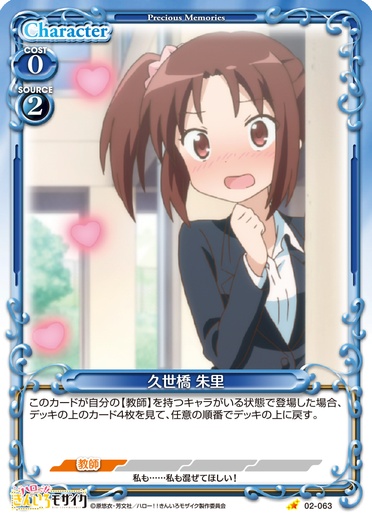 Precious Memories
Character
COST
0
SOURCE
2
久世橋 朱里
このカードが自分の【教師】を持つキャラがいる状態で登場した場合、
デッキの上のカード4枚を見て、任意の順番でデッキの上に戻す。
教師
私も……私も混ぜてほしい！
ハロー!!
きんいろモザイク
©原悠衣・芳文社／ハロー!!きんいろモザイク製作委員会
02-063